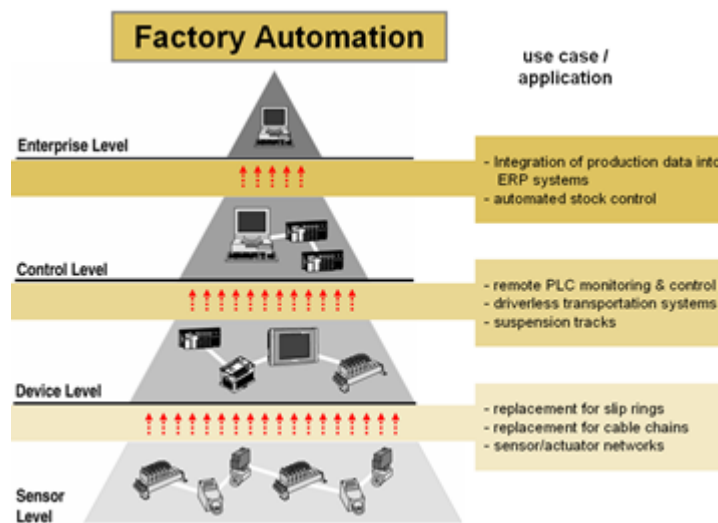 Factory Automation
use case /
application
Enterprise Level
- Integration of production data into
ERP systems
- automated stock control
Control Level
- remote PLC monitoring & control
- driverless transportation systems
- suspension tracks
Device Level
- replacement for slip rings
- replacement for cable chains
- sensor/actuator networks
Sensor
Level